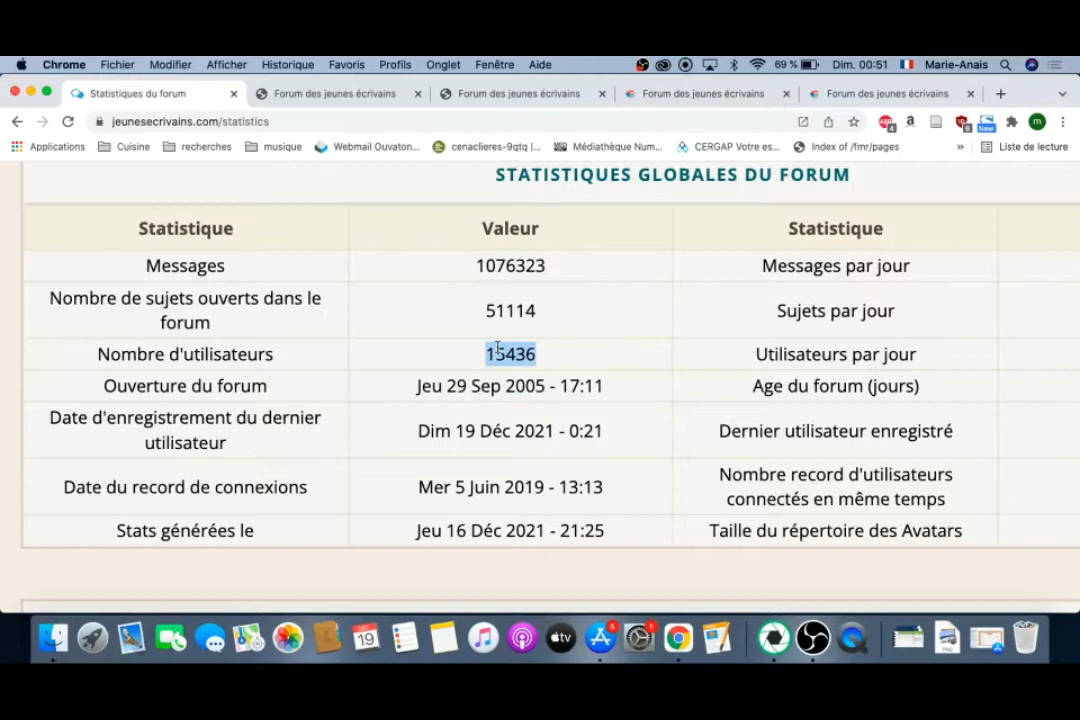 Chrome Fichier Modifier Afficher Historique Favoris Profils Onglet Fenêtre Aide 69 % Dim. 00:51 Marie-Anais
Statistiques du forum Forum des jeunes écrivains Forum des jeunes écrivains Forum des jeunes écrivains Forum des jeunes écrivains
jeunesecrivains.com/statistics
Applications Cuisine recherches musique Webmail Ouvaton... cenaclieres-9qtq |... Médiathèque Num... CERGAP Votre es... Index of /fmr/pages » Liste de lecture
STATISTIQUES GLOBALES DU FORUM
Statistique Valeur Statistique
Messages 1076323 Messages par jour
Nombre de sujets ouverts dans le
forum 51114 Sujets par jour
Nombre d'utilisateurs 15436 Utilisateurs par jour
Ouverture du forum Jeu 29 Sep 2005 - 17:11 Age du forum (jours)
Date d'enregistrement du dernier
utilisateur Dim 19 Déc 2021 - 0:21 Dernier utilisateur enregistré
Date du record de connexions Mer 5 Juin 2019 - 13:13 Nombre record d'utilisateurs
connectés en même temps
Stats générées le Jeu 16 Déc 2021 - 21:25 Taille du répertoire des Avatars